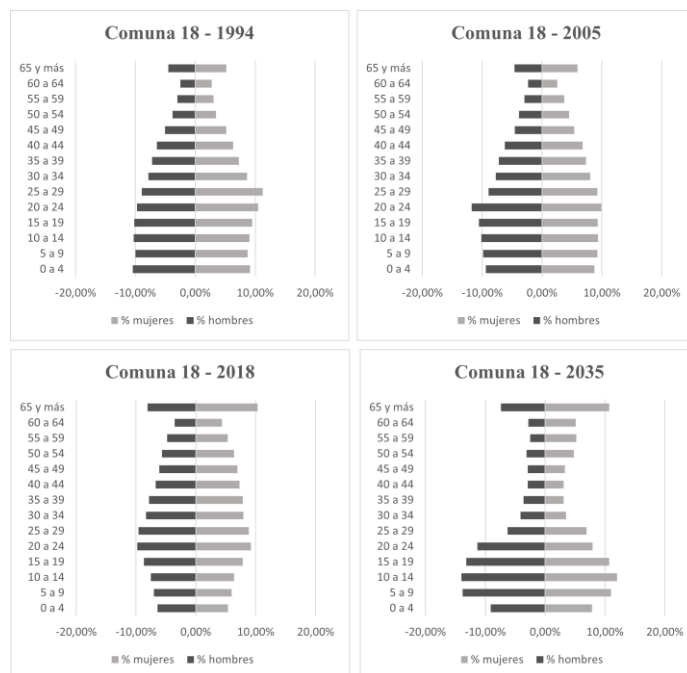 Comuna 18 - 1994
65 y más
60 a 64
55 a 59
50 a 54
45 a 49
40 a 44
35 a 39
30 a 34
25 a 29
20 a 24
15 a 19
10 a 14
5 a 9
0 a 4
-20,00% -10,00% 0,00% 10,00% 20,00%
% mujeres % hombres
Comuna 18 - 2005
65 y más
60 a 64
55 a 59
50 a 54
45 a 49
40 a 44
35 a 39
30 a 34
25 a 29
20 a 24
15 a 19
10 a 14
5 a 9
0 a 4
-20,00% -10,00% 0,00% 10,00% 20,00%
% mujeres % hombres
Comuna 18 - 2018
65 y más
60 a 64
55 a 59
50 a 54
45 a 49
40 a 44
35 a 39
30 a 34
25 a 29
20 a 24
15 a 19
10 a 14
5 a 9
0 a 4
-20,00% -10,00% 0,00% 10,00% 20,00%
% mujeres % hombres
Comuna 18 - 2035
65 y más
60 a 64
55 a 59
50 a 54
45 a 49
40 a 44
35 a 39
30 a 34
25 a 29
20 a 24
15 a 19
10 a 14
5 a 9
0 a 4
-20,00% -10,00% 0,00% 10,00% 20,00%
% mujeres % hombres